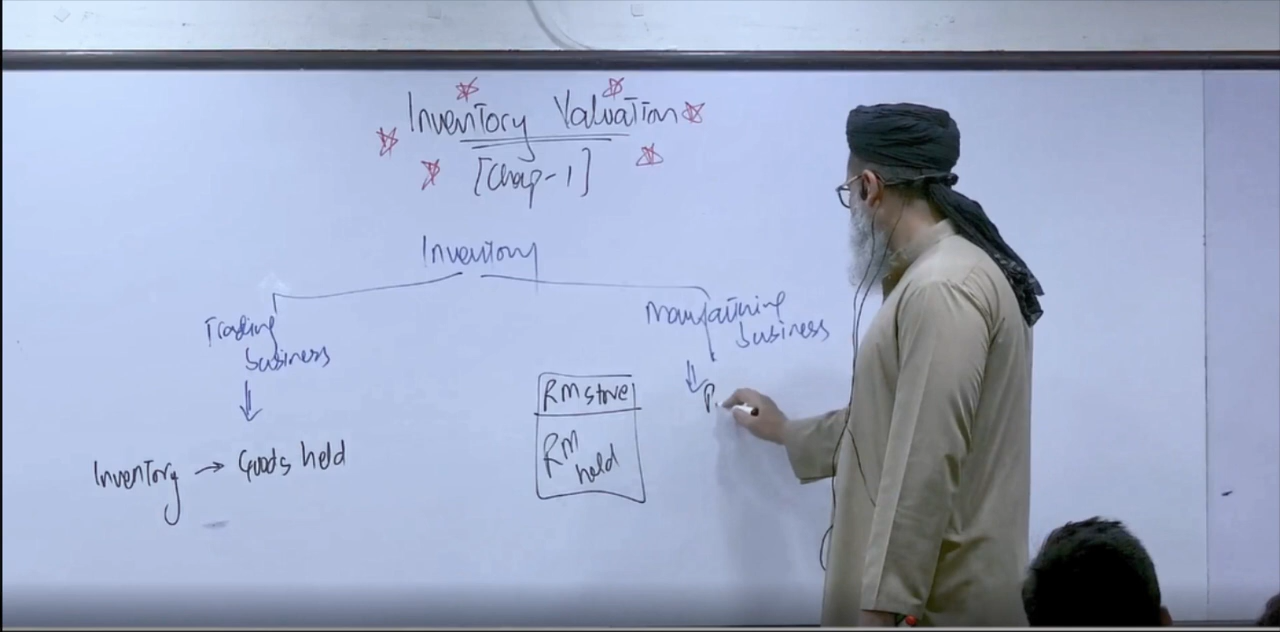 Inventory Valuation
[Chap-1]
Inventory
Trading
business
Manufacturing
business
RM store
RM
held
P.
Inventory → Goods held